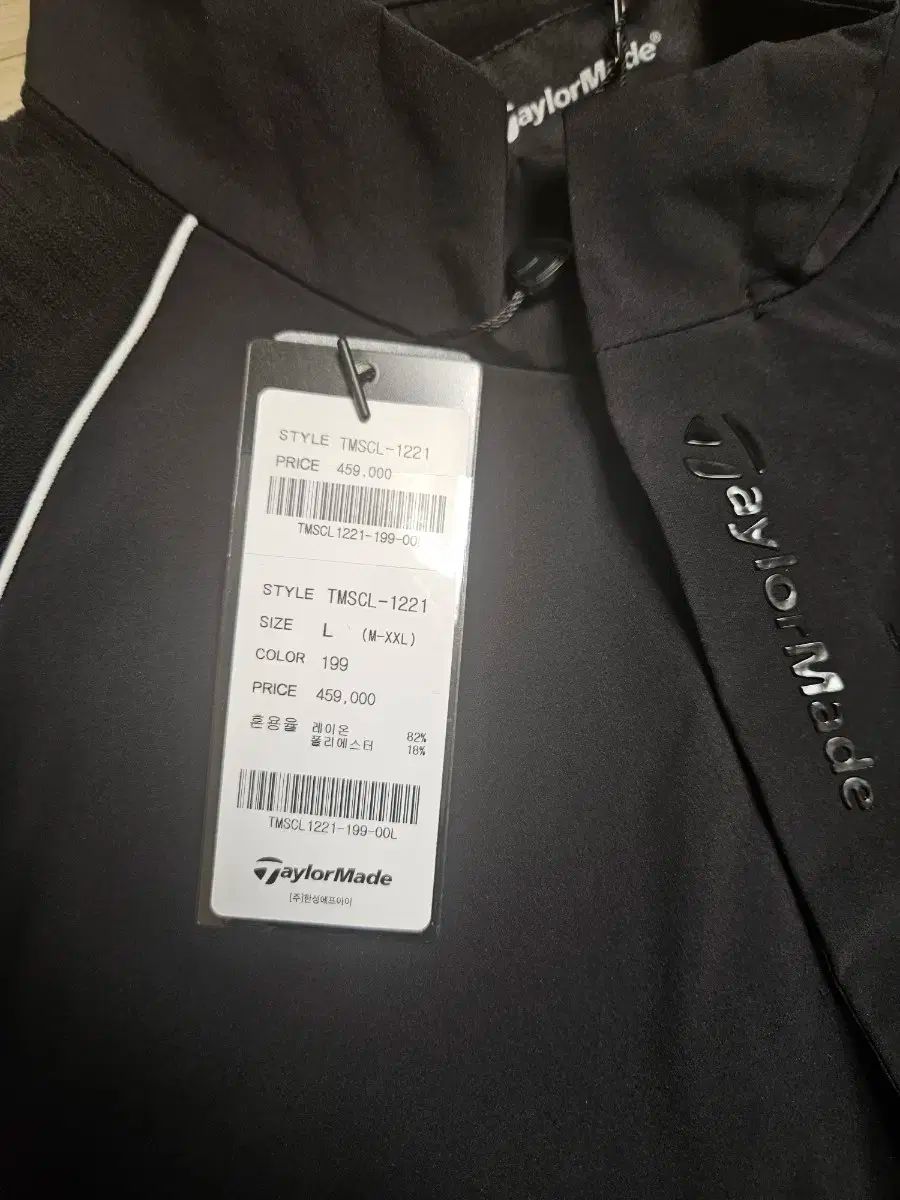 TaylorMade®
STYLE TMSCL-1221
PRICE 459,000
TMSCL1221-199-00
STYLE TMSCL-1221
SIZE L (M-XXL)
COLOR 199
PRICE 459,000
혼용율 레이온 82%
폴리에스터 18%
TMSCL1221-199-00L
TaylorMade
[주]한성에프아이
TaylorMade